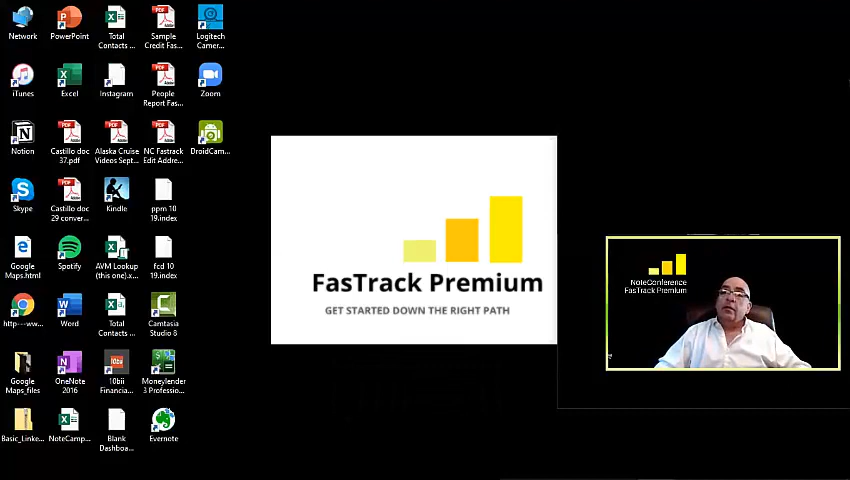 Network
PowerPoint
Total
Contacts ...
Sample
Credit Fas...
Logitech
Camer...
iTunes
Excel
Instagram
People
Report Fas...
Zoom
Notion
Castillo doc
37.pdf
Alaska Cruise
Videos Sept...
NC Fastrack
Edit Addre...
DroidCam...
Skype
Castillo doc
29 conver...
Kindle
ppm 10
19.index
Google
Maps.html
Spotify
AVM Lookup
(this one).x...
fcd 10
19.index
http---ww...
Word
Total
Contacts ...
Camtasia
Studio 8
Google
Maps_files
OneNote
2016
10bii
Financia...
Moneylender
3 Professio...
Basic_Linke...
NoteCamp...
Blank
Dashboa...
Evernote
FasTrack Premium
GET STARTED DOWN THE RIGHT PATH
NoteConference
FasTrack Premium